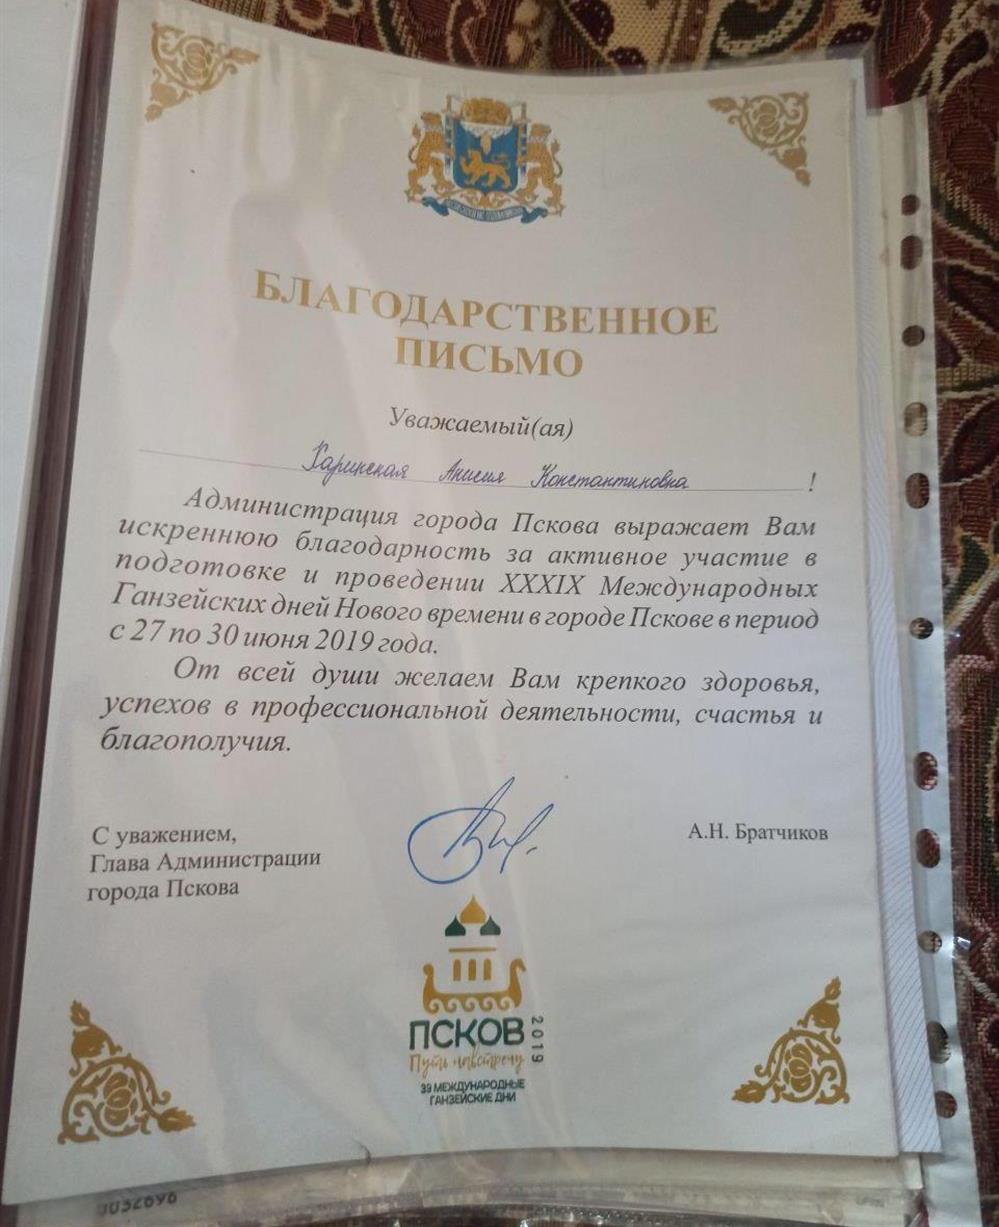 БЛАГОДАРСТВЕННОЕ
ПИСЬМО
Уважаемый(ая)
Харинская Анисия Константиновна !
Администрация города Пскова выражает Вам
искреннюю благодарность за активное участие в
подготовке и проведении XXXIX Международных
Ганзейских дней Нового времени в городе Пскове в период
с 27 по 30 июня 2019 года.
От всей души желаем Вам крепкого здоровья,
успехов в профессиональной деятельности, счастья и
благополучия.
С уважением,
Глава Администрации
города Пскова
А.Н. Братчиков
ПСКОВ
2019
Путь навстречу
39 МЕЖДУНАРОДНЫЕ
ГАНЗЕЙСКИЕ ДНИ